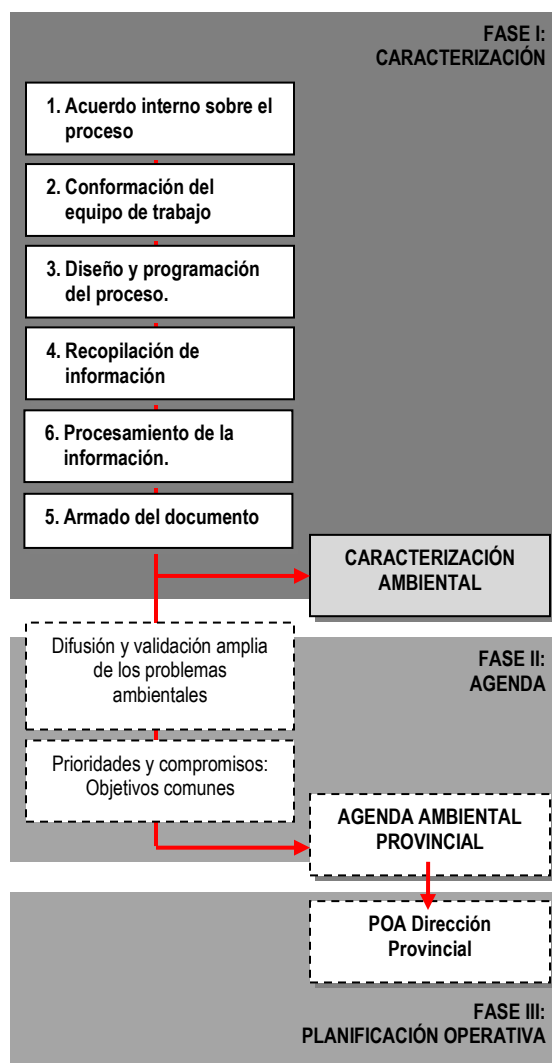 FASE I:
CARACTERIZACIÓN
1. Acuerdo interno sobre el
proceso
2. Conformación del
equipo de trabajo
3. Diseño y programación
del proceso.
4. Recopilación de
información
6. Procesamiento de la
información.
5. Armado del documento
CARACTERIZACIÓN
AMBIENTAL
Difusión y validación amplia
de los problemas
ambientales
FASE II:
AGENDA
Prioridades y compromisos:
Objetivos comunes
AGENDA AMBIENTAL
PROVINCIAL
POA Dirección
Provincial
FASE III:
PLANIFICACIÓN OPERATIVA